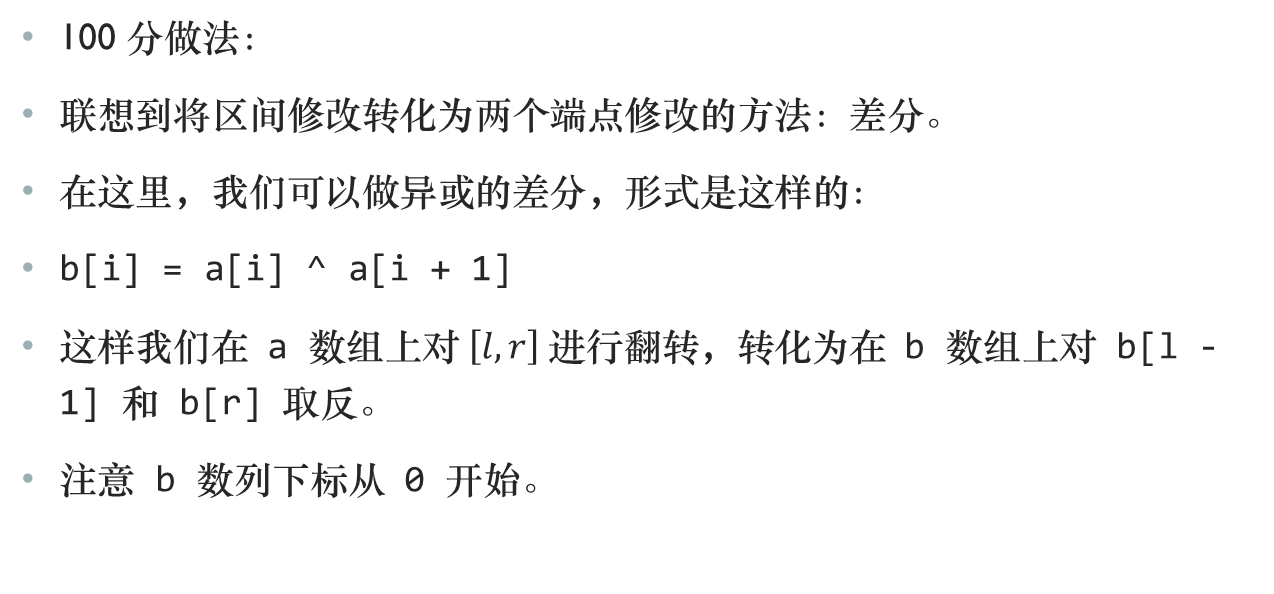 • 100 分做法:
• 联想到将区间修改转化为两个端点修改的方法: 差分。
• 在这里，我们可以做异或的差分，形式是这样的:
• b[i] = a[i] ^ a[i + 1]
• 这样我们在 a 数组上对 [l, r] 进行翻转，转化为在 b 数组上对 b[l -
1] 和 b[r] 取反。
• 注意 b 数列下标从 0 开始。